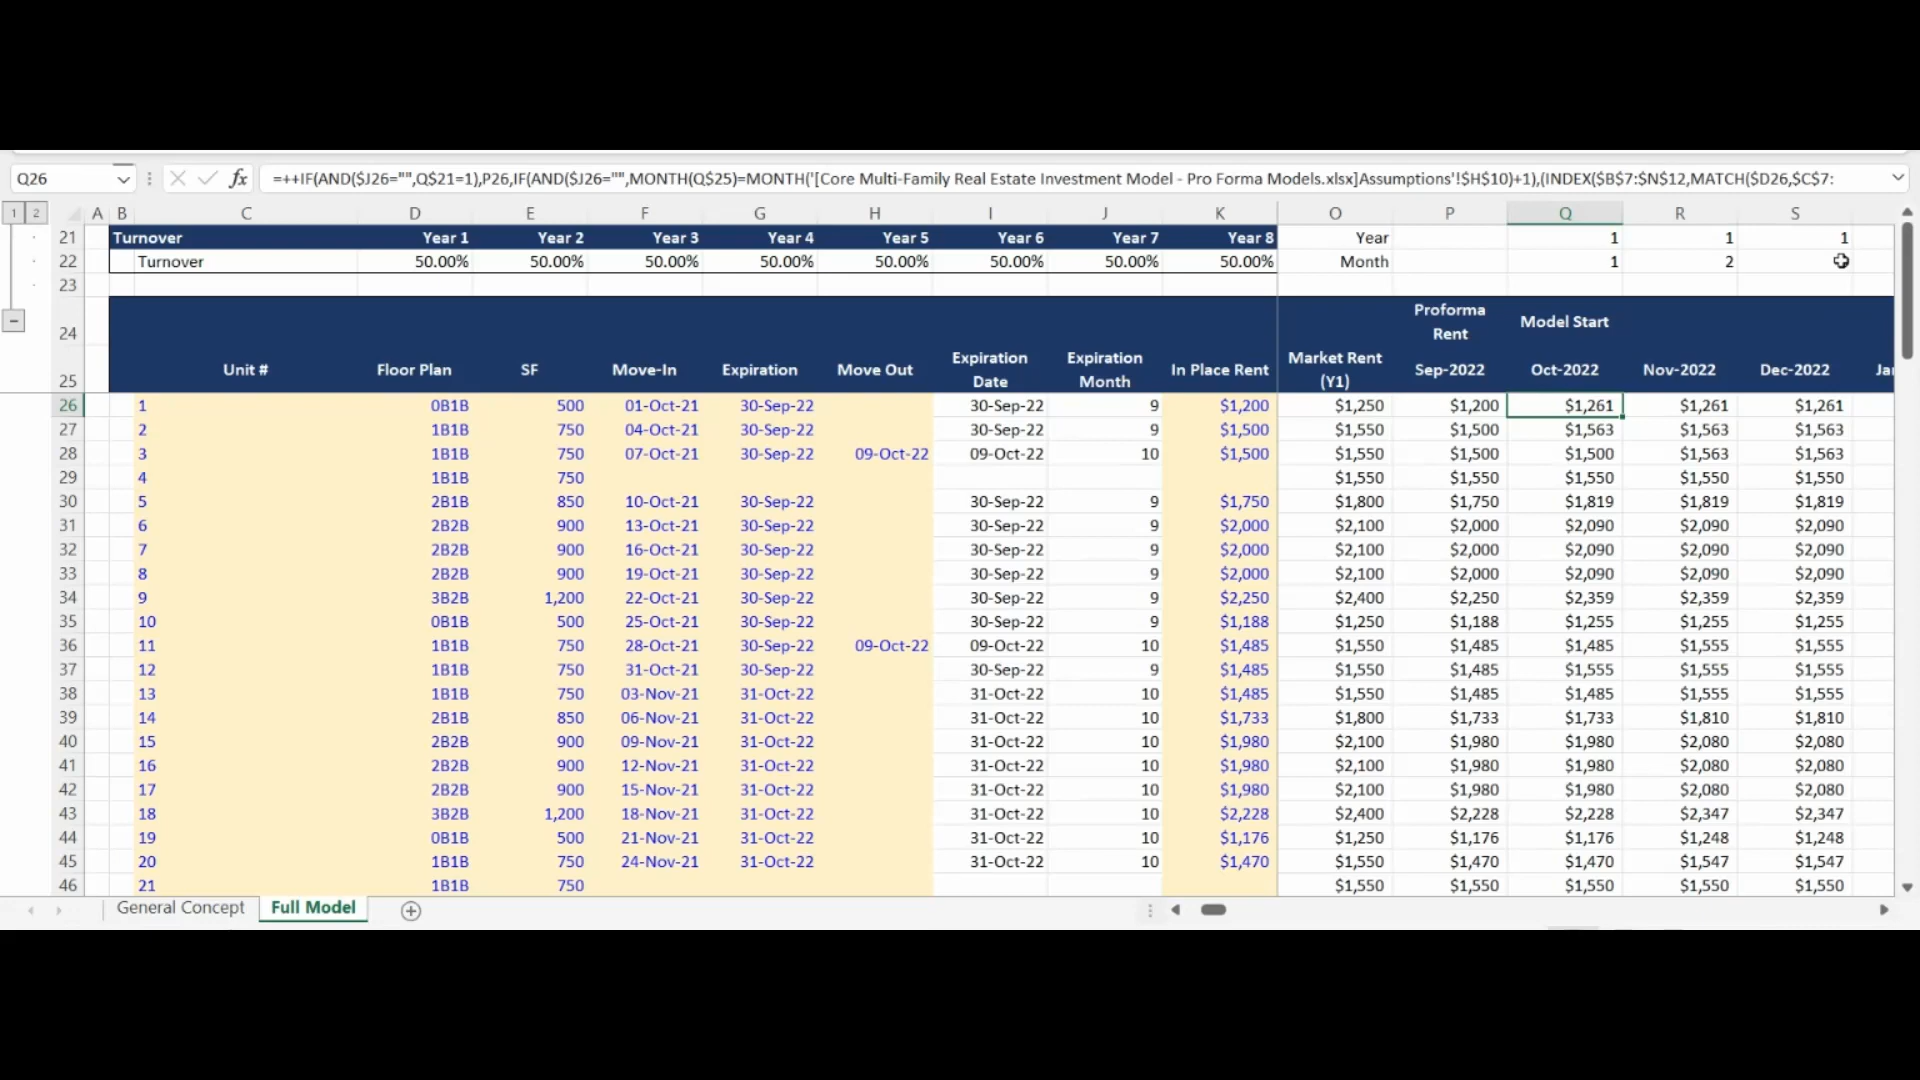 Q26 fx =++IF(AND($J26="",Q$21=1),P26,IF(AND($J26="",MONTH(Q$25)=MONTH('[Core Multi-Family Real Estate Investment Model - Pro Forma Models.xlsx]Assumptions'!$H$10)+1),(INDEX($B$7:$N$12,MATCH($D26,$C$7:
1 2 A B C D E F G H I J K O P Q R S
21 Turnover Year 1 Year 2 Year 3 Year 4 Year 5 Year 6 Year 7 Year 8 Year 1 1 1
22 Turnover 50.00% 50.00% 50.00% 50.00% 50.00% 50.00% 50.00% 50.00% Month 1 2
23
24 Proforma Rent Model Start
25 Unit # Floor Plan SF Move-In Expiration Move Out Expiration Date Expiration Month In Place Rent Market Rent (Y1) Sep-2022 Oct-2022 Nov-2022 Dec-2022
26 1 0B1B 500 01-Oct-21 30-Sep-22 30-Sep-22 9 $1,200 $1,250 $1,200 $1,261 $1,261 $1,261
27 2 1B1B 750 04-Oct-21 30-Sep-22 30-Sep-22 9 $1,500 $1,550 $1,500 $1,563 $1,563 $1,563
28 3 1B1B 750 07-Oct-21 30-Sep-22 09-Oct-22 09-Oct-22 10 $1,500 $1,550 $1,500 $1,500 $1,563 $1,563
29 4 1B1B 750 $1,550 $1,550 $1,550 $1,550 $1,550
30 5 2B1B 850 10-Oct-21 30-Sep-22 30-Sep-22 9 $1,750 $1,800 $1,750 $1,819 $1,819 $1,819
31 6 2B2B 900 13-Oct-21 30-Sep-22 30-Sep-22 9 $2,000 $2,100 $2,000 $2,090 $2,090 $2,090
32 7 2B2B 900 16-Oct-21 30-Sep-22 30-Sep-22 9 $2,000 $2,100 $2,000 $2,090 $2,090 $2,090
33 8 2B2B 900 19-Oct-21 30-Sep-22 30-Sep-22 9 $2,000 $2,100 $2,000 $2,090 $2,090 $2,090
34 9 3B2B 1,200 22-Oct-21 30-Sep-22 30-Sep-22 9 $2,250 $2,400 $2,250 $2,359 $2,359 $2,359
35 10 0B1B 500 25-Oct-21 30-Sep-22 30-Sep-22 9 $1,188 $1,250 $1,188 $1,255 $1,255 $1,255
36 11 1B1B 750 28-Oct-21 30-Sep-22 09-Oct-22 09-Oct-22 10 $1,485 $1,550 $1,485 $1,485 $1,555 $1,555
37 12 1B1B 750 31-Oct-21 30-Sep-22 30-Sep-22 9 $1,485 $1,550 $1,485 $1,555 $1,555 $1,555
38 13 1B1B 750 03-Nov-21 31-Oct-22 31-Oct-22 10 $1,485 $1,550 $1,485 $1,485 $1,555 $1,555
39 14 2B1B 850 06-Nov-21 31-Oct-22 31-Oct-22 10 $1,733 $1,800 $1,733 $1,733 $1,810 $1,810
40 15 2B2B 900 09-Nov-21 31-Oct-22 31-Oct-22 10 $1,980 $2,100 $1,980 $1,980 $2,080 $2,080
41 16 2B2B 900 12-Nov-21 31-Oct-22 31-Oct-22 10 $1,980 $2,100 $1,980 $1,980 $2,080 $2,080
42 17 2B2B 900 15-Nov-21 31-Oct-22 31-Oct-22 10 $1,980 $2,100 $1,980 $1,980 $2,080 $2,080
43 18 3B2B 1,200 18-Nov-21 31-Oct-22 31-Oct-22 10 $2,228 $2,400 $2,228 $2,228 $2,347 $2,347
44 19 0B1B 500 21-Nov-21 31-Oct-22 31-Oct-22 10 $1,176 $1,250 $1,176 $1,176 $1,248 $1,248
45 20 1B1B 750 24-Nov-21 31-Oct-22 31-Oct-22 10 $1,470 $1,550 $1,470 $1,470 $1,547 $1,547
46 21 1B1B 750 $1,550 $1,550 $1,550 $1,550 $1,550
General Concept Full Model